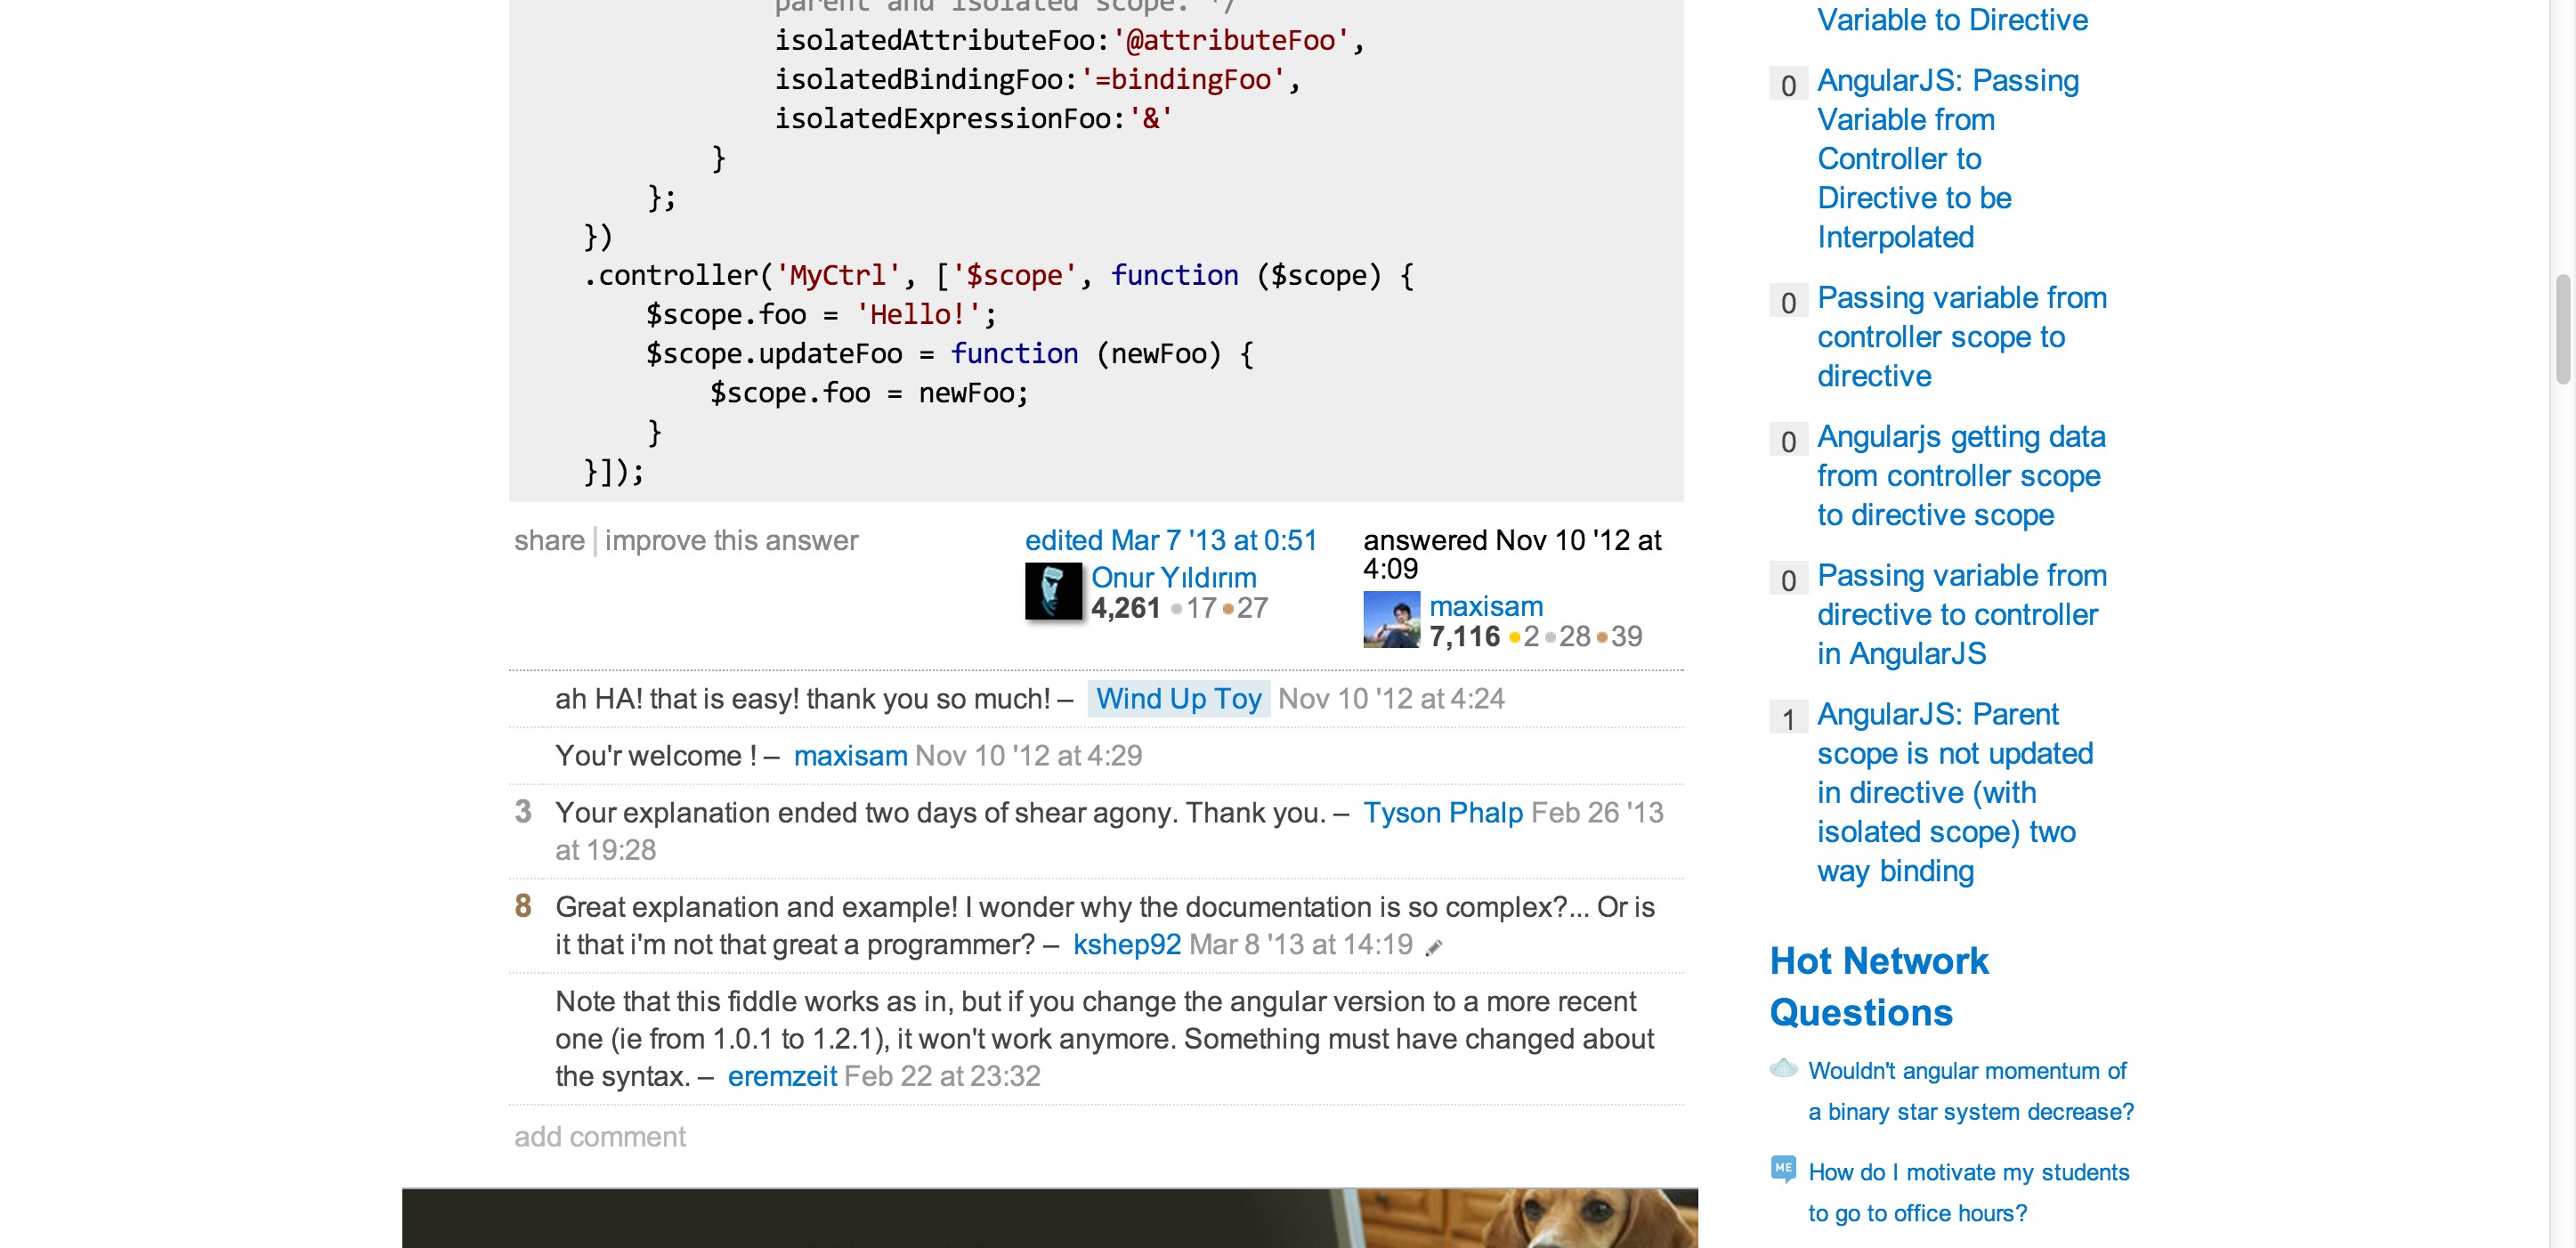 parent and isolated scope. */
isolatedAttributeFoo:'@attributeFoo',
isolatedBindingFoo:'=bindingFoo',
isolatedExpressionFoo:'&'
}
};
})
.controller('MyCtrl', ['$scope', function ($scope) {
$scope.foo = 'Hello!';
$scope.updateFoo = function (newFoo) {
$scope.foo = newFoo;
}
}]);
share improve this answer
edited Mar 7 '13 at 0:51
Onur Yıldırım
4,261 17 27
answered Nov 10 '12 at
4:09
maxisam
7,116 2 28 39
ah HA! that is easy! thank you so much! – Wind Up Toy Nov 10 '12 at 4:24
You'r welcome ! – maxisam Nov 10 '12 at 4:29
3 Your explanation ended two days of shear agony. Thank you. – Tyson Phalp Feb 26 '13
at 19:28
8 Great explanation and example! I wonder why the documentation is so complex?... Or is
it that i'm not that great a programmer? – kshep92 Mar 8 '13 at 14:19
Note that this fiddle works as in, but if you change the angular version to a more recent
one (ie from 1.0.1 to 1.2.1), it won't work anymore. Something must have changed about
the syntax. – eremzeit Feb 22 at 23:32
add comment
Variable to Directive
0 AngularJS: Passing
Variable from
Controller to
Directive to be
Interpolated
0 Passing variable from
controller scope to
directive
0 Angularjs getting data
from controller scope
to directive scope
0 Passing variable from
directive to controller
in AngularJS
1 AngularJS: Parent
scope is not updated
in directive (with
isolated scope) two
way binding
Hot Network
Questions
Wouldn't angular momentum of
a binary star system decrease?
ME How do I motivate my students
to go to office hours?